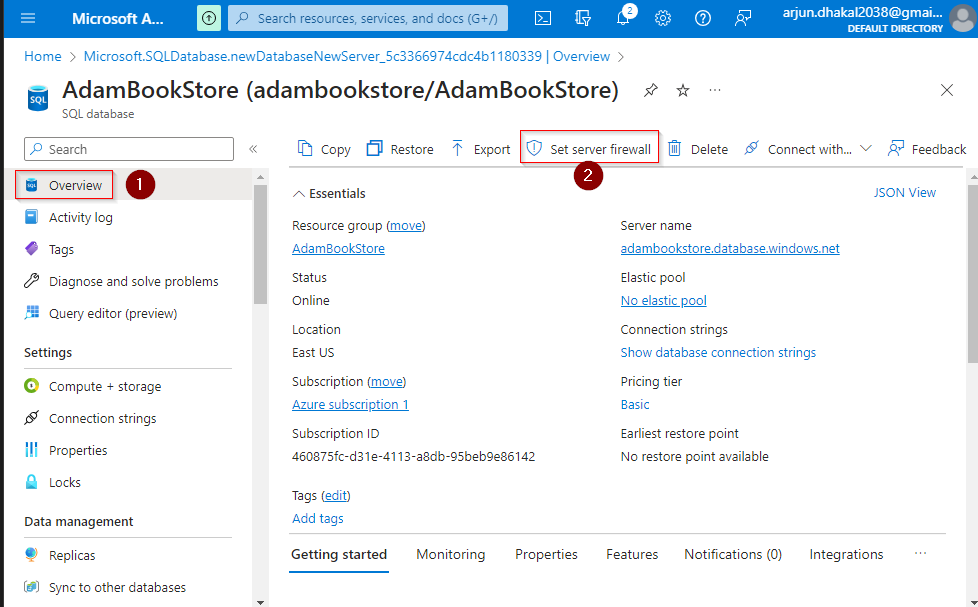 Microsoft A...
Search resources, services, and docs (G+/)
2
arjun.dhakal2038@gmai...
DEFAULT DIRECTORY
Home > Microsoft.SQLDatabase.newDatabaseNewServer_5c3366974cdc4b1180339 | Overview >
SQL
AdamBookStore (adambookstore/AdamBookStore)
...
SQL database
Search
«
Copy
Restore
Export
Set server firewall
Delete
Connect with...
Feedback
2
Overview
1
Activity log
Tags
Diagnose and solve problems
Query editor (preview)
Settings
Compute + storage
Connection strings
Properties
Locks
Data management
Replicas
Sync to other databases
Essentials
JSON View
Resource group (move)
AdamBookStore
Status
Online
Location
East US
Subscription (move)
Azure subscription 1
Subscription ID
460875fc-d31e-4113-a8db-95beb9e86142
Server name
adambookstore.database.windows.net
Elastic pool
No elastic pool
Connection strings
Show database connection strings
Pricing tier
Basic
Earliest restore point
No restore point available
Tags (edit)
Add tags
Getting started
Monitoring
Properties
Features
Notifications (0)
Integrations
...